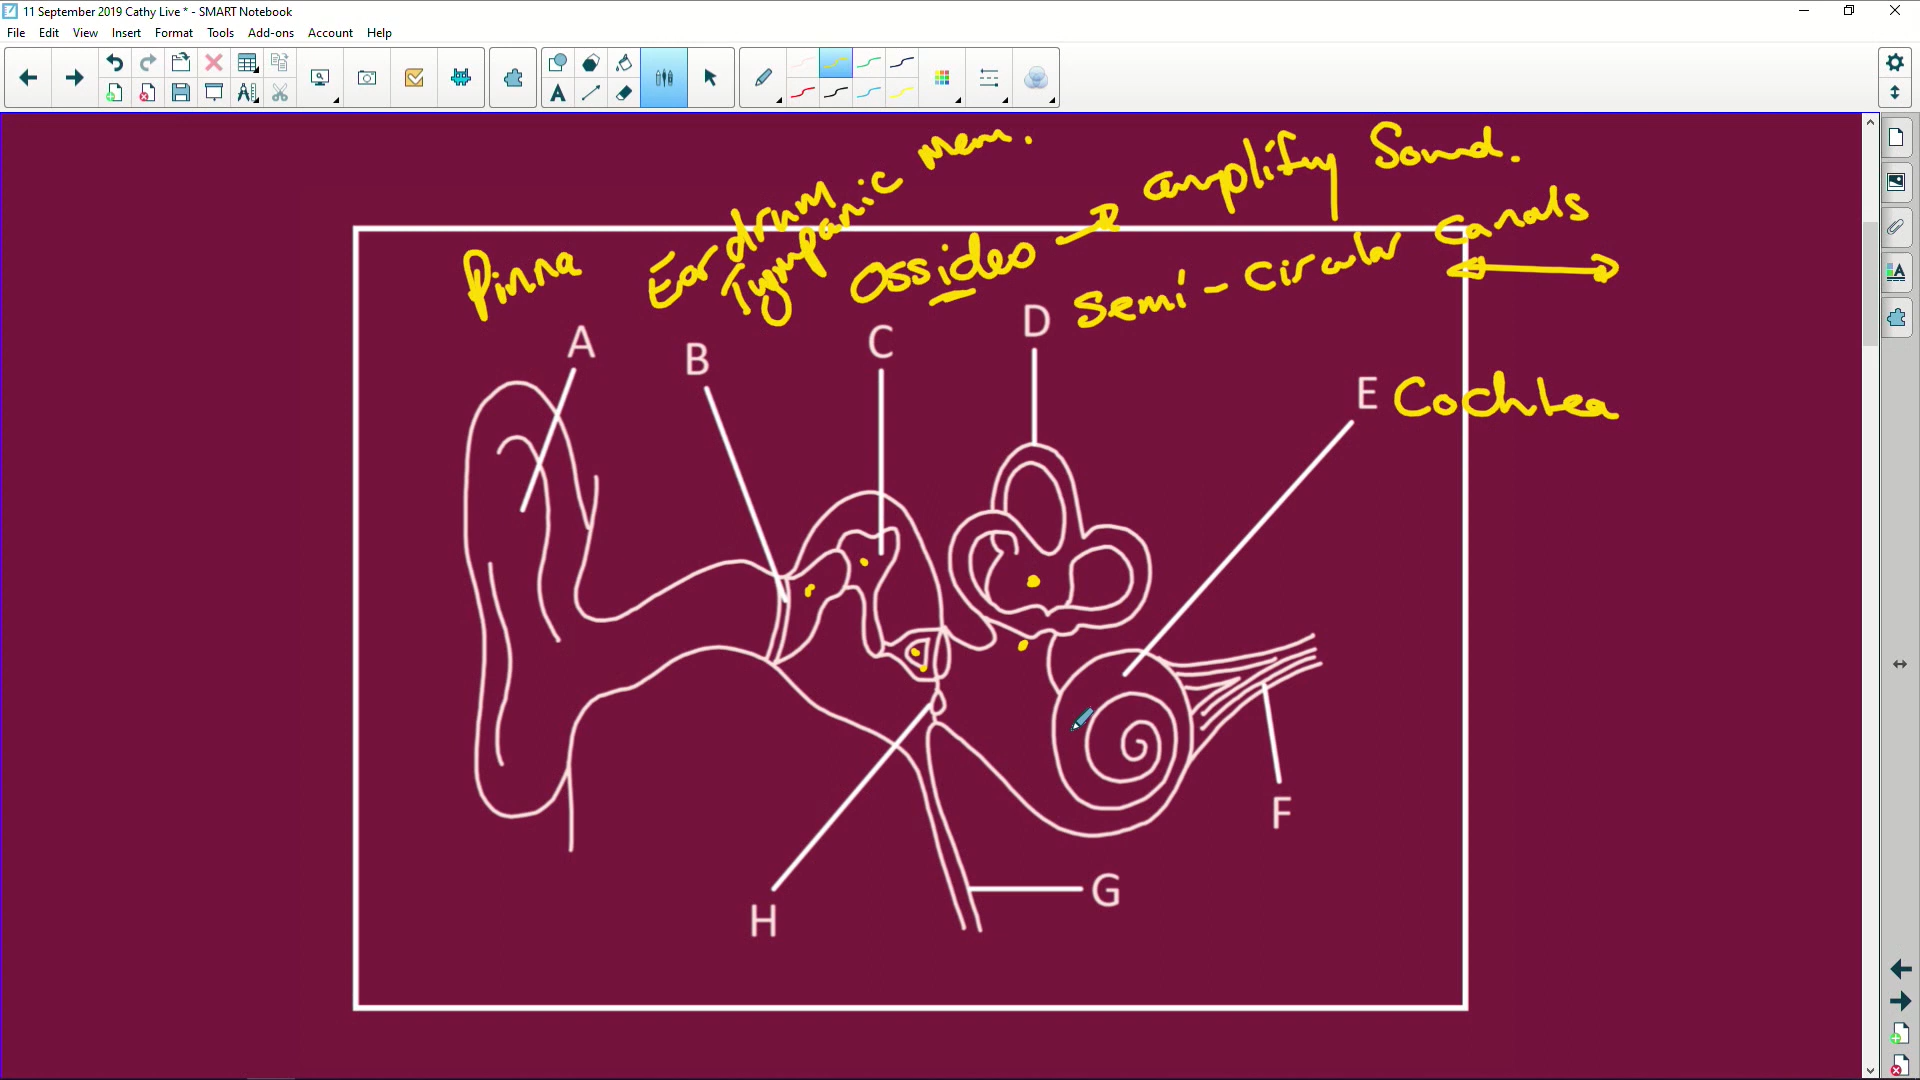 11 September 2019 Cathy Live * - SMART Notebook
File Edit View Insert Format Tools Add-ons Account Help
Pinna
Eardrum
Tympanic Mem.
Ossicles → amplify Sound.
Semi-Circular Canals
A
B
C
D
E Cochlea
F
G
H